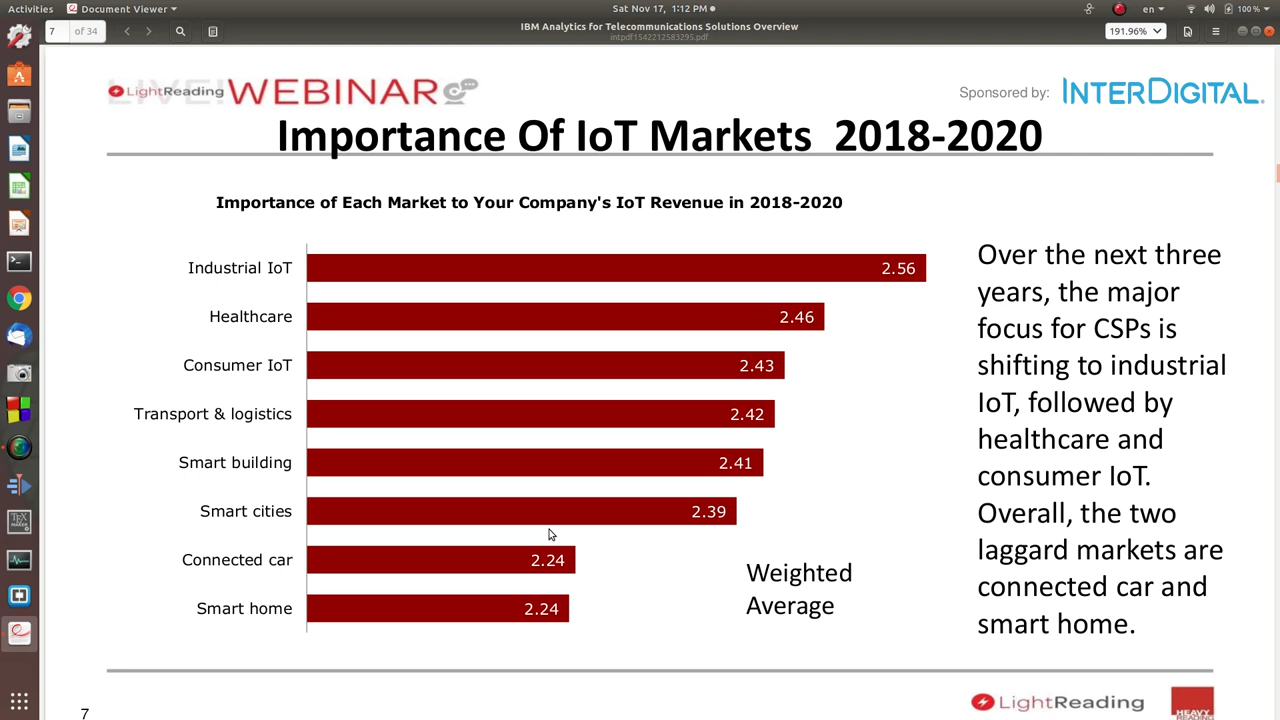 Activities
Document Viewer
Sat Nov 17, 1:12 PM
en
100 %
7
of 34
IBM Analytics for Telecommunications Solutions Overview
intpdf1542212583295.pdf
191.96%
LightReading WEBINAR
Sponsored by: INTERDIGITAL.
Importance Of IoT Markets 2018-2020
Importance of Each Market to Your Company's IoT Revenue in 2018-2020
Industrial IoT 2.56
Healthcare 2.46
Consumer IoT 2.43
Transport & logistics 2.42
Smart building 2.41
Smart cities 2.39
Connected car 2.24
Smart home 2.24
Weighted
Average
Over the next three
years, the major
focus for CSPs is
shifting to industrial
IoT, followed by
healthcare and
consumer IoT.
Overall, the two
laggard markets are
connected car and
smart home.
7
LightReading
HEAVY
READING